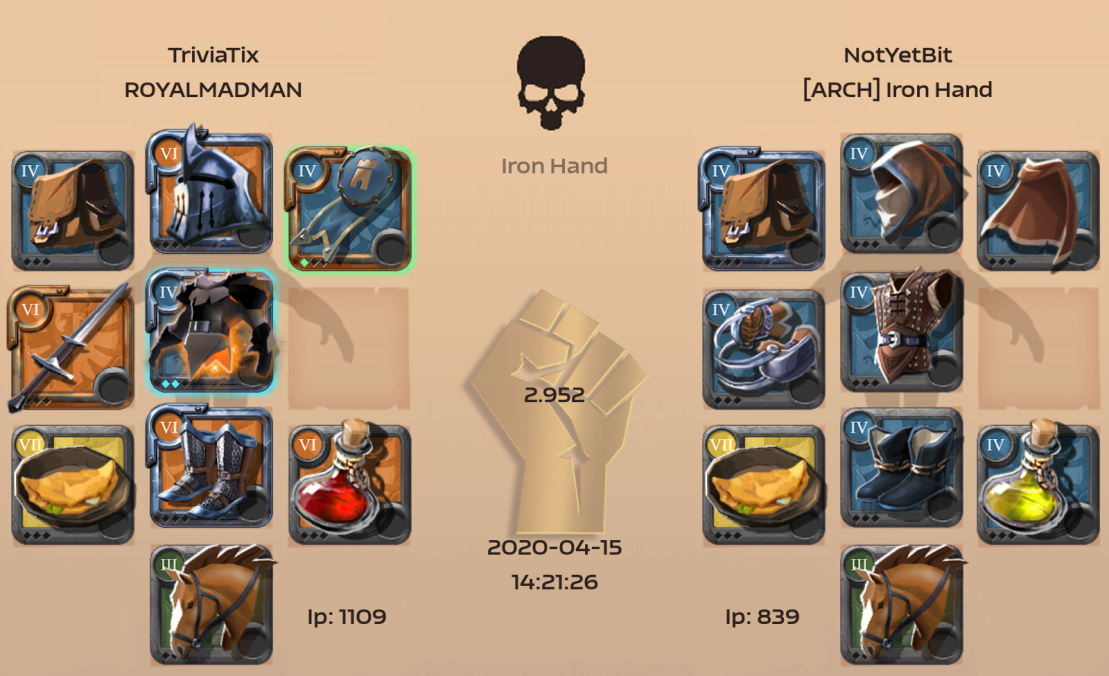 TriviaTix
ROYALMADMAN
IV
VI
IV
VI
IV
VII
VI
VI
III
Ip: 1109
Iron Hand
2.952
2020-04-15
14:21:26
NotYetBit
[ARCH] Iron Hand
IV
IV
IV
IV
IV
VII
IV
IV
III
Ip: 839